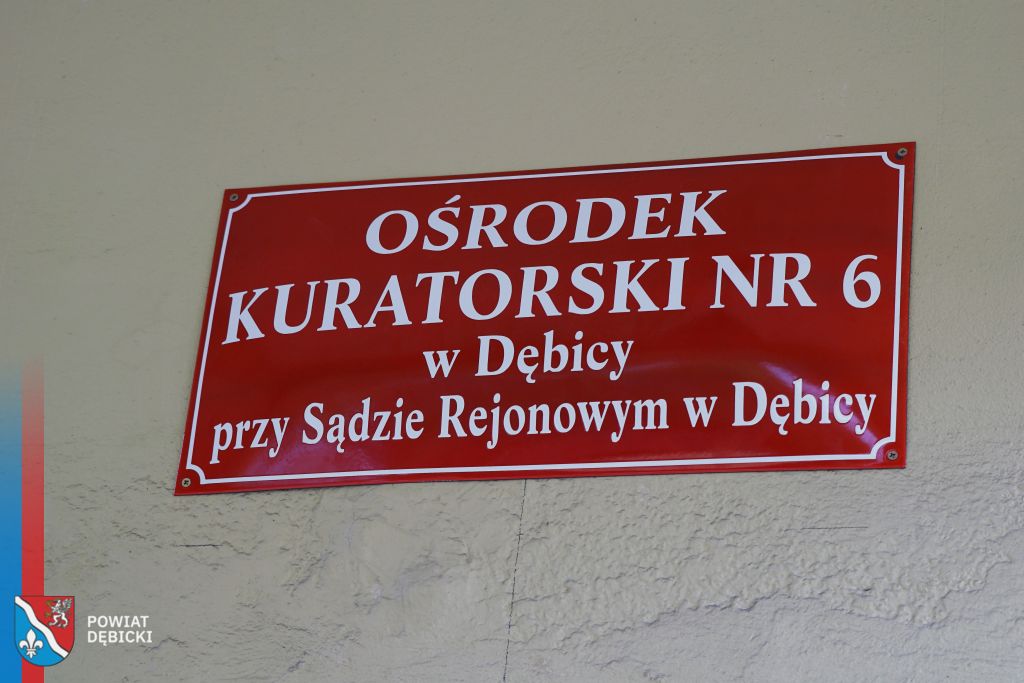 OŚRODEK
KURATORSKI NR 6
w Dębicy
przy Sądzie Rejonowym w Dębicy
POWIAT
DĘBICKI